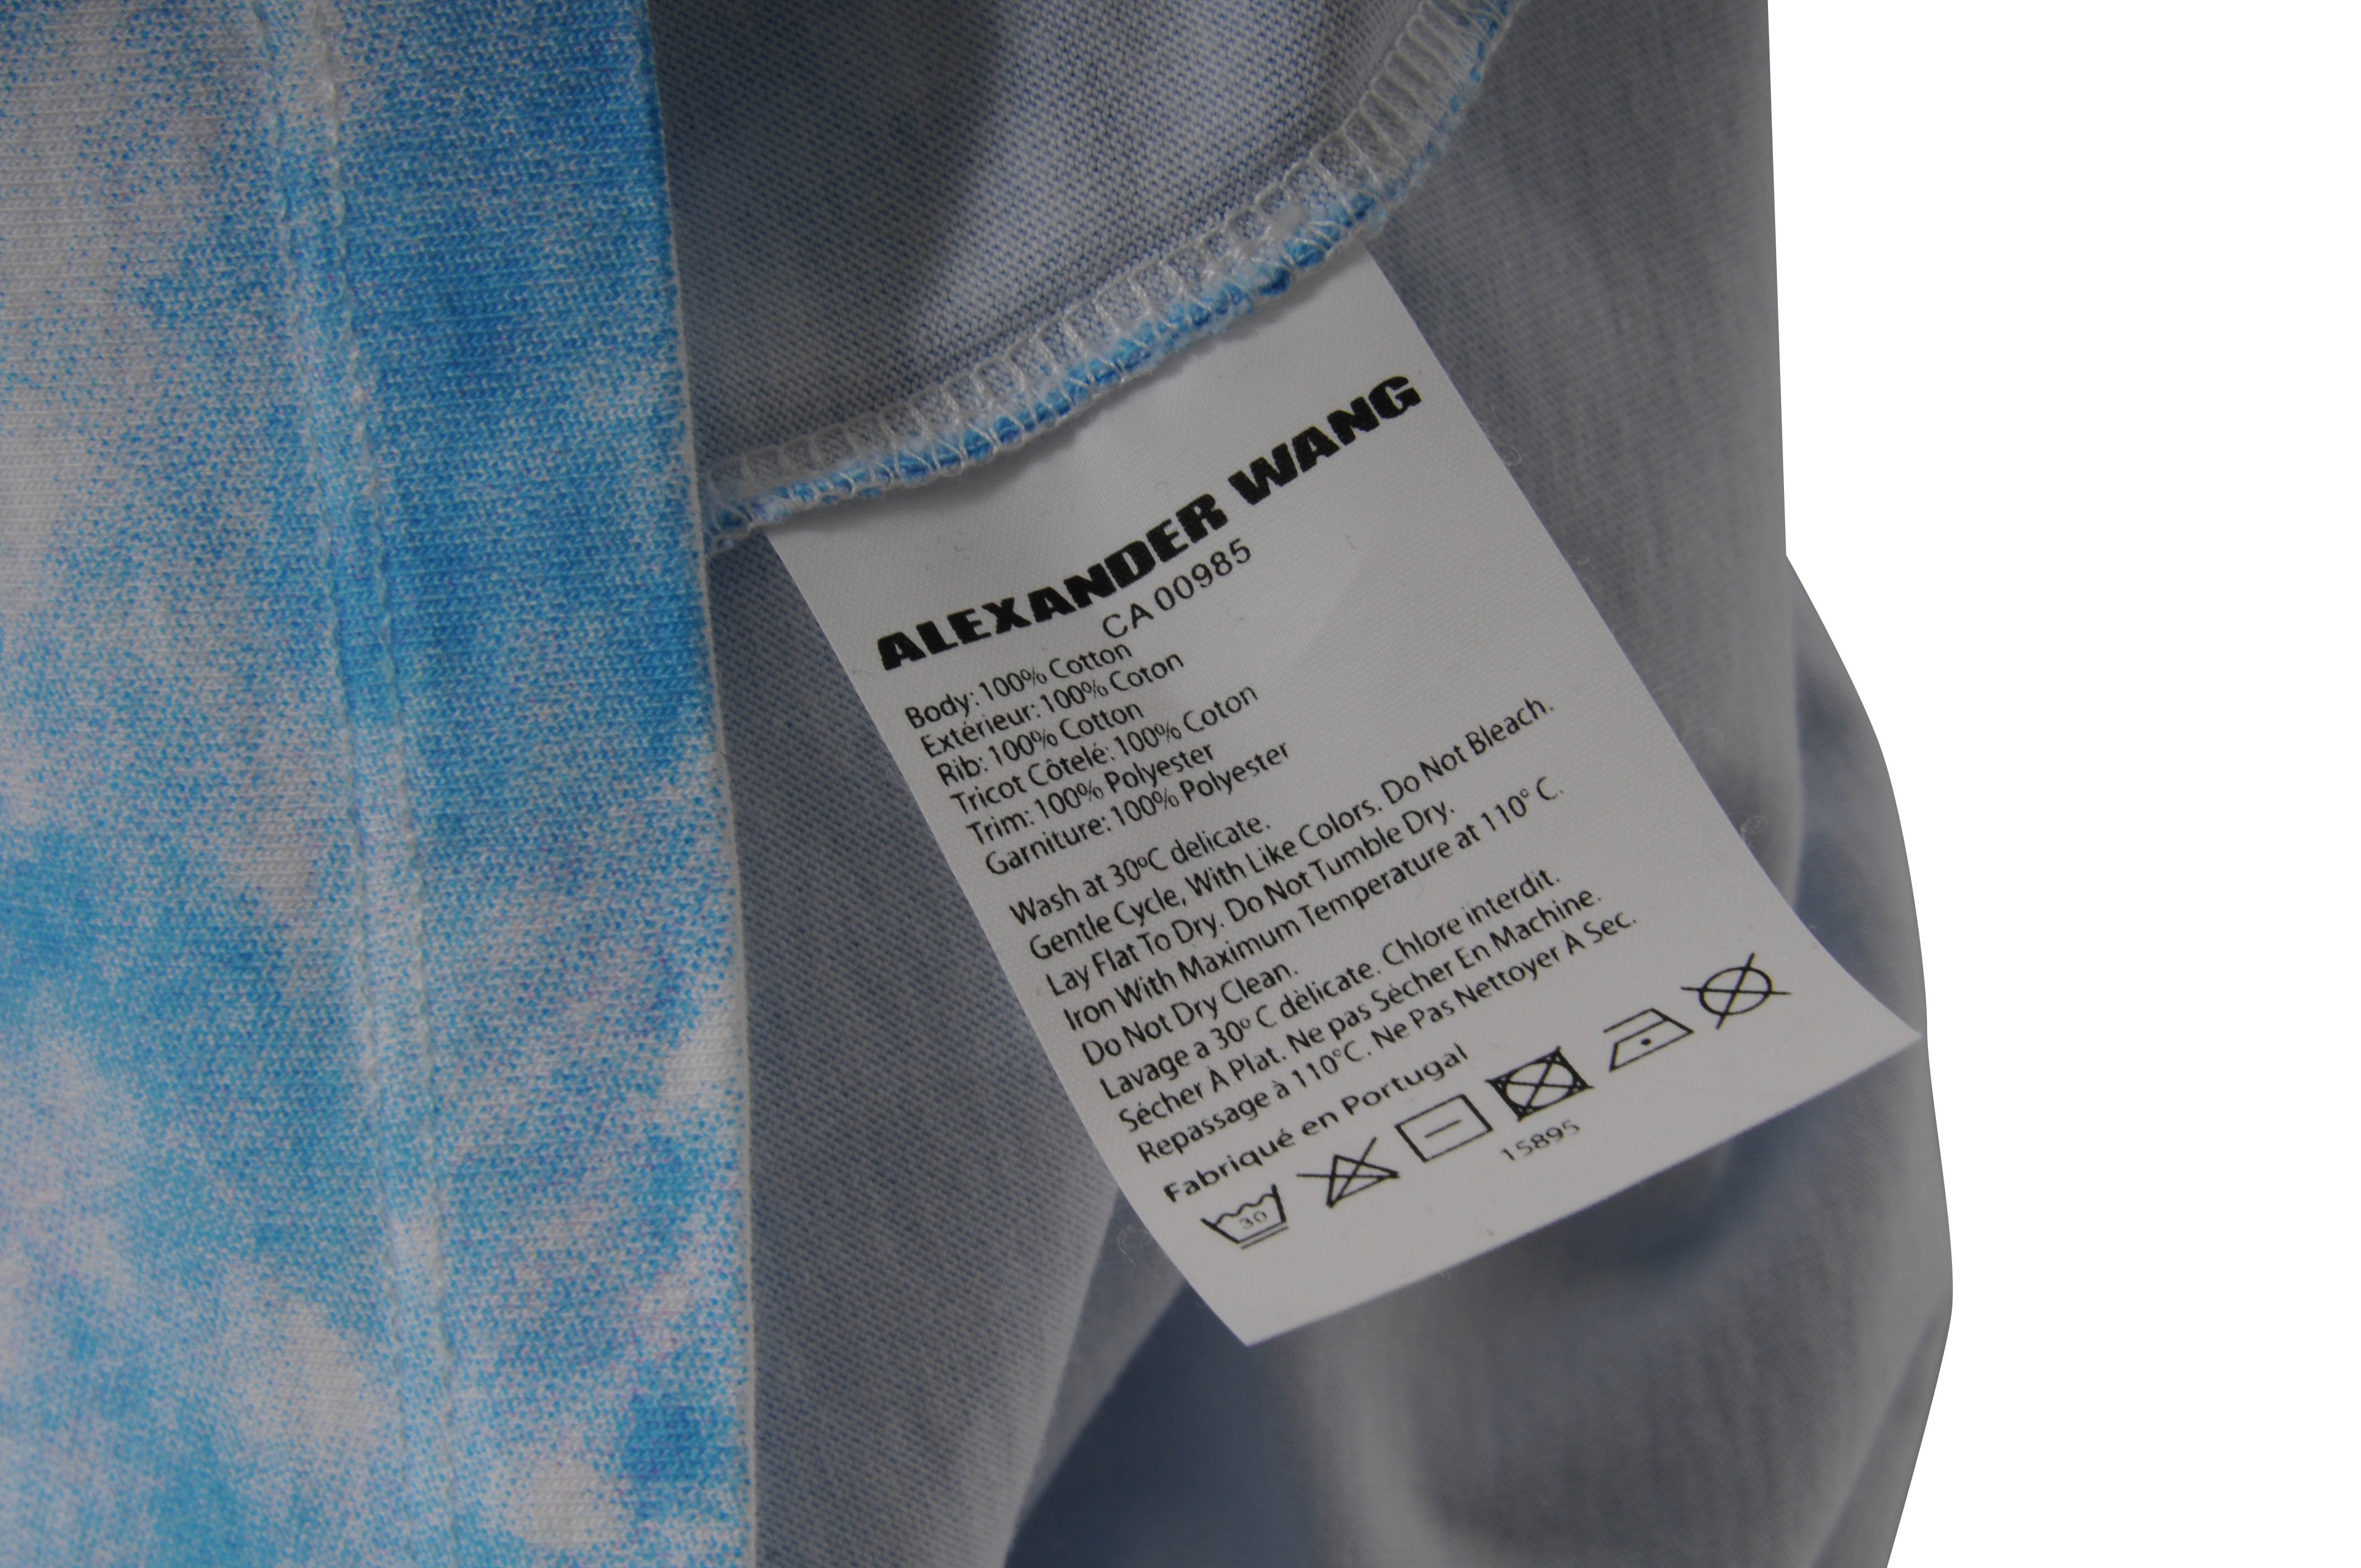 ALEXANDER WANG
CA 00985
Body: 100% Cotton
Extérieur: 100% Coton
Rib: 100% Cotton
Tricot Côtelé: 100% Coton
Trim: 100% Polyester
Garniture: 100% Polyester
Wash at 30ºC delicate.
Gentle Cycle, With Like Colors. Do Not Bleach.
Lay Flat To Dry. Do Not Tumble Dry.
Iron With Maximum Temperature at 110° C.
Do Not Dry Clean.
Lavage a 30º C dèlicate. Chlore interdit.
Sécher À Plat. Ne pas Sécher En Machine.
Repassage à 110°C. Ne Pas Nettoyer À Sec.
Fabriqué en Portugal
30
15895